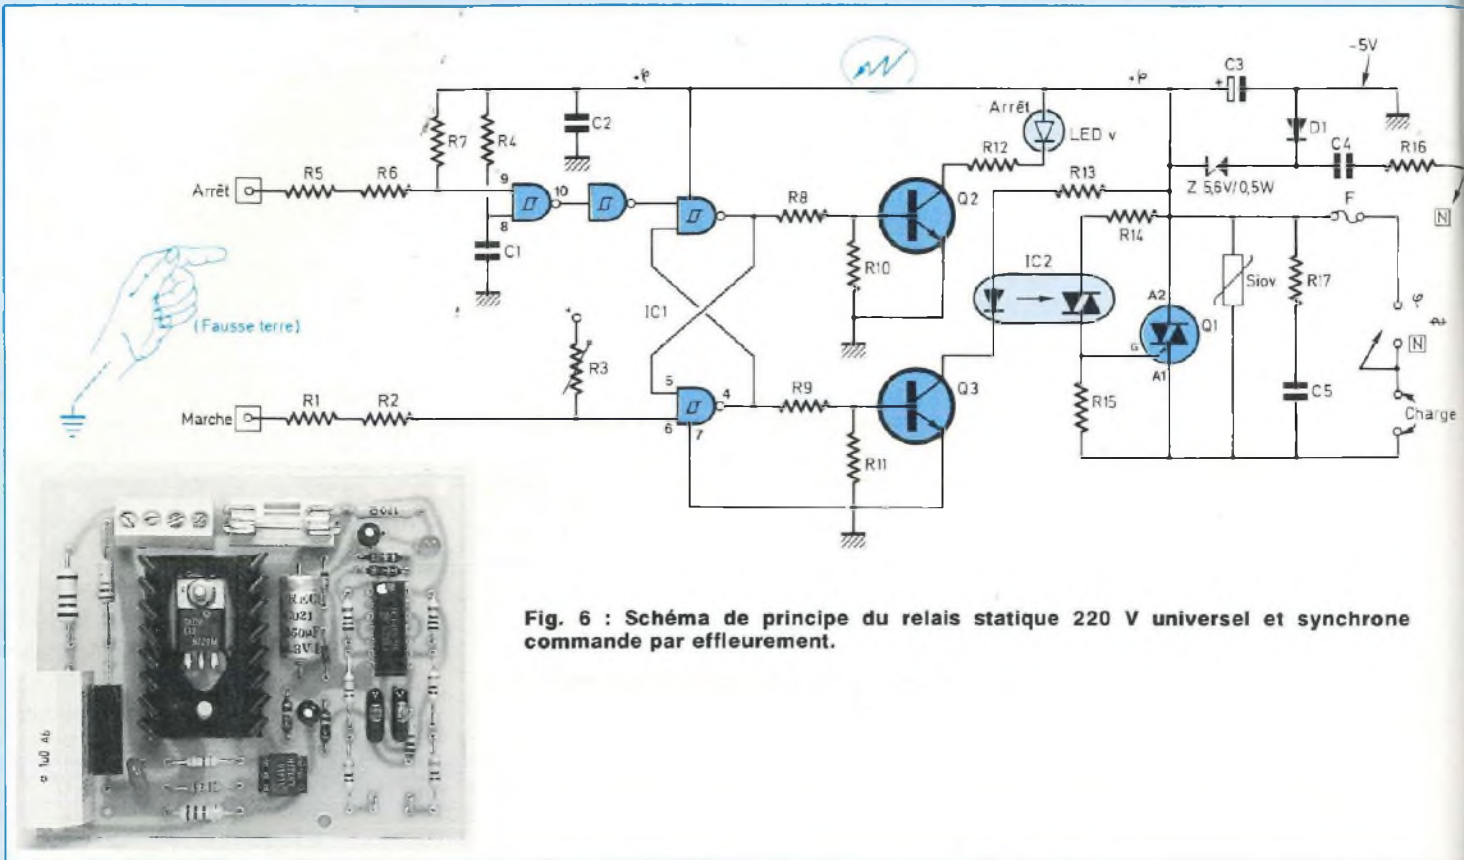 -5V
C3
+φ
+φ
+
Arrêt
LED v
D1
C4
R16
R7
R4
C2
R12
Z 5,6V/0,5W
N
R5
R6
Arrêt
9
10
8
C1
R8
Q2
R13
F
R14
R10
IC2
Siov
R17
φ
N
A2
Q1
G
A1
(Fausse terre)
IC1
+
R3
5
4
R9
Q3
R15
C5
Charge
Marche
R1
R2
6
7
R11
Fig. 6 : Schéma de principe du relais statique 220 V universel et synchrone
commande par effleurement.